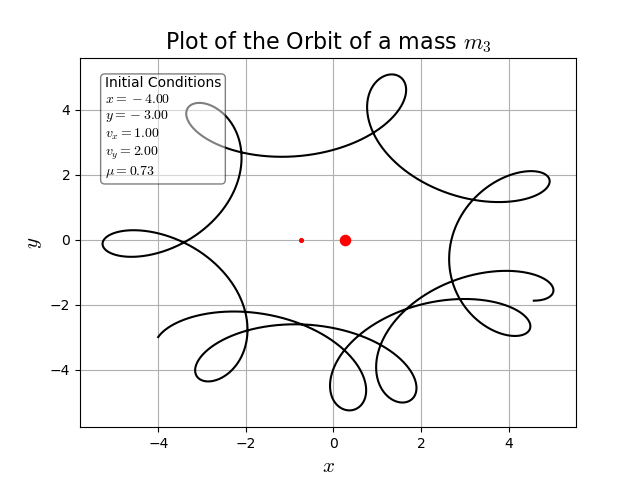 Plot of the Orbit of a mass m₃
Initial Conditions
x = −4.00
y = −3.00
vₓ = 1.00
v_y = 2.00
μ = 0.73
y
4
2
0
−2
−4
−4 −2 0 2 4
x